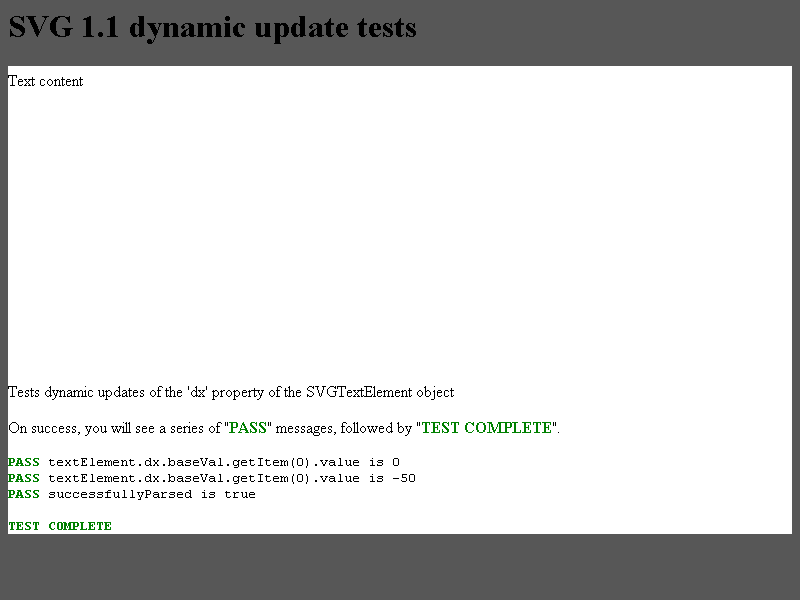 SVG 1.1 dynamic update tests
Text content
Tests dynamic updates of the 'dx' property of the SVGTextElement object
On success, you will see a series of "PASS" messages, followed by "TEST COMPLETE".
PASS textElement.dx.baseVal.getItem(0).value is 0
PASS textElement.dx.baseVal.getItem(0).value is -50
PASS successfullyParsed is true
TEST COMPLETE